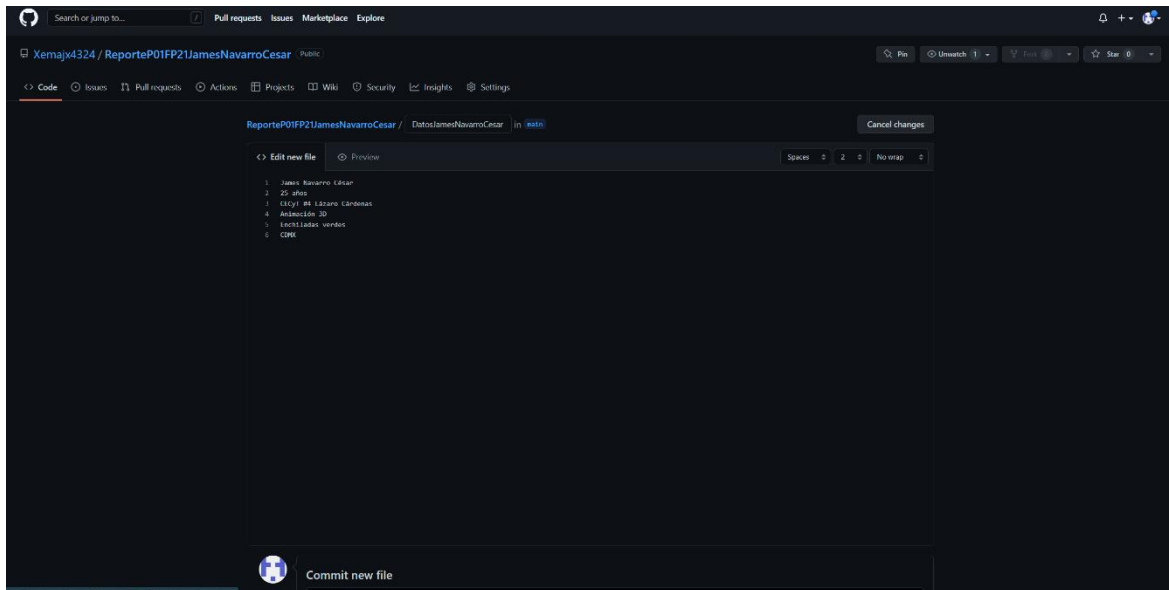 Search or jump to... / Pull requests Issues Marketplace Explore
Xemajx4324 / ReporteP01FP21JamesNavarroCesar Public
Pin Unwatch 1 Star 0
<> Code Issues Pull requests Actions Projects Wiki Security Insights Settings
ReporteP01FP21JamesNavarroCesar / DatosJamesNavarroCesar in main Cancel changes
<> Edit new file Preview Spaces 2 No wrap
1 James Navarro César
2 25 años
3 CECyT #4 Lázaro Cárdenas
4 Animación 3D
5 Enchiladas verdes
6 CDMX
Commit new file